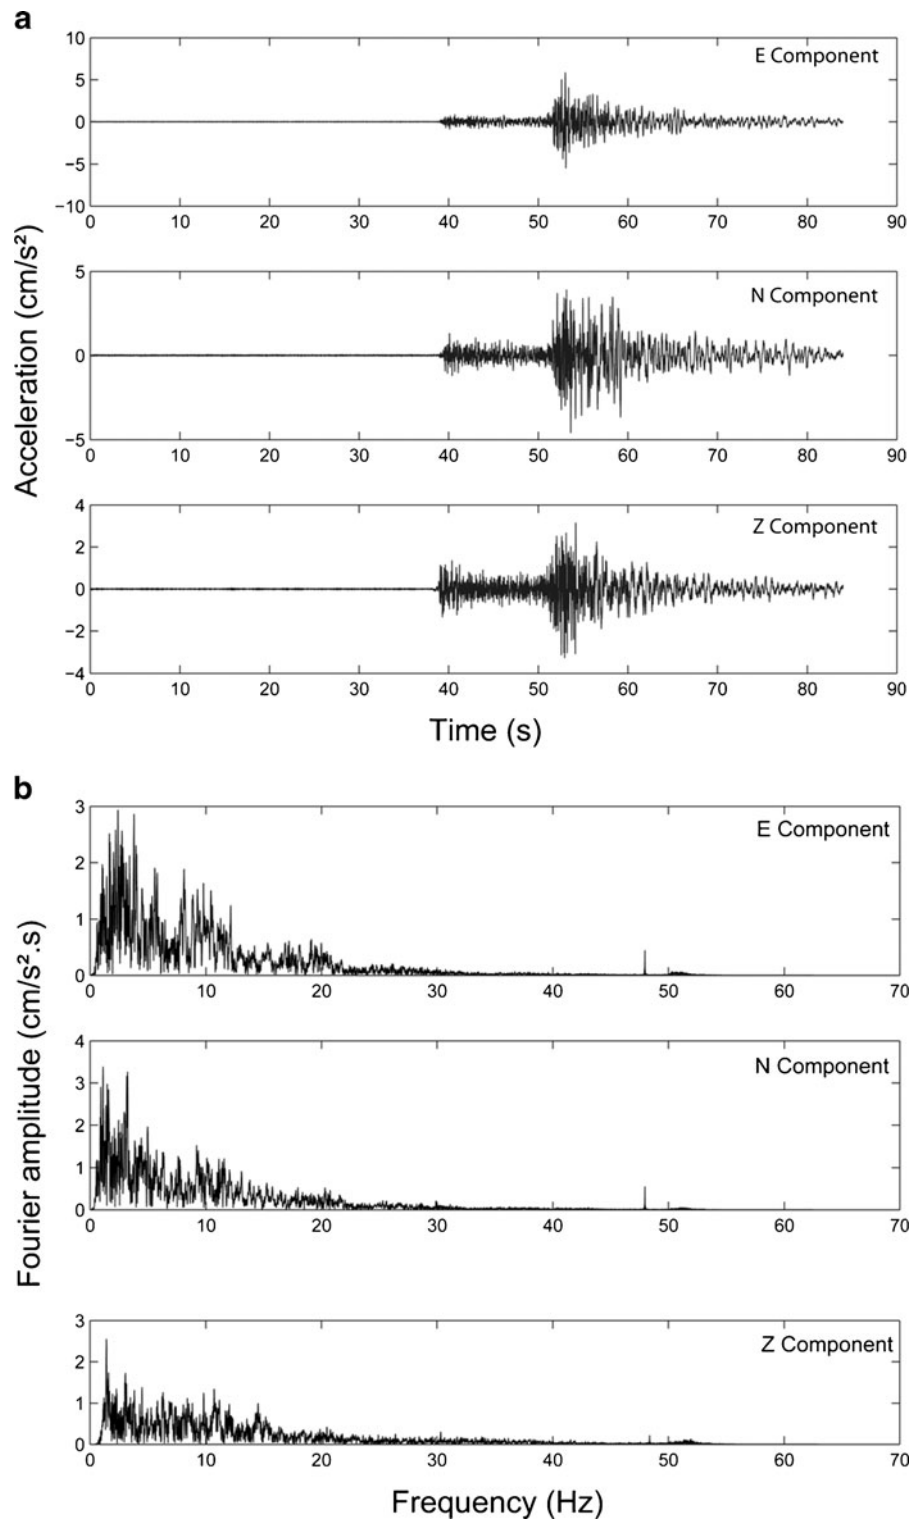 a
10
E Component
5
0
−5
−10
0 10 20 30 40 50 60 70 80 90
5
N Component
0
−5
0 10 20 30 40 50 60 70 80 90
4
Z Component
2
0
−2
−4
0 10 20 30 40 50 60 70 80 90
Acceleration (cm/s²)
Time (s)
b
3
E Component
2
1
0
0 10 20 30 40 50 60 70
4
N Component
3
2
1
0
0 10 20 30 40 50 60 70
3
Z Component
2
1
0
0 10 20 30 40 50 60 70
Fourier amplitude (cm/s².s)
Frequency (Hz)